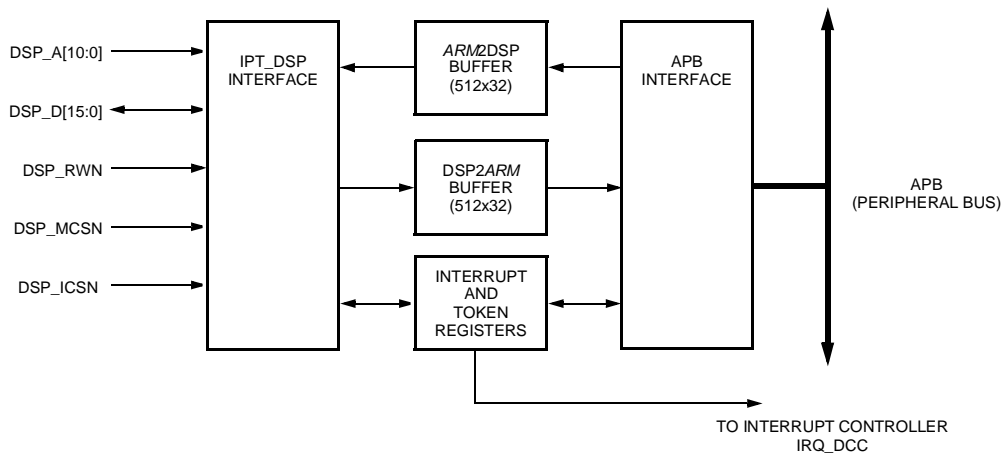 DSP_A[10:0]
DSP_D[15:0]
DSP_RWN
DSP_MCSN
DSP_ICSN
IPT_DSP
INTERFACE
ARM2DSP
BUFFER
(512x32)
DSP2ARM
BUFFER
(512x32)
INTERRUPT
AND
TOKEN
REGISTERS
APB
INTERFACE
APB
(PERIPHERAL BUS)
TO INTERRUPT CONTROLLER
IRQ_DCC